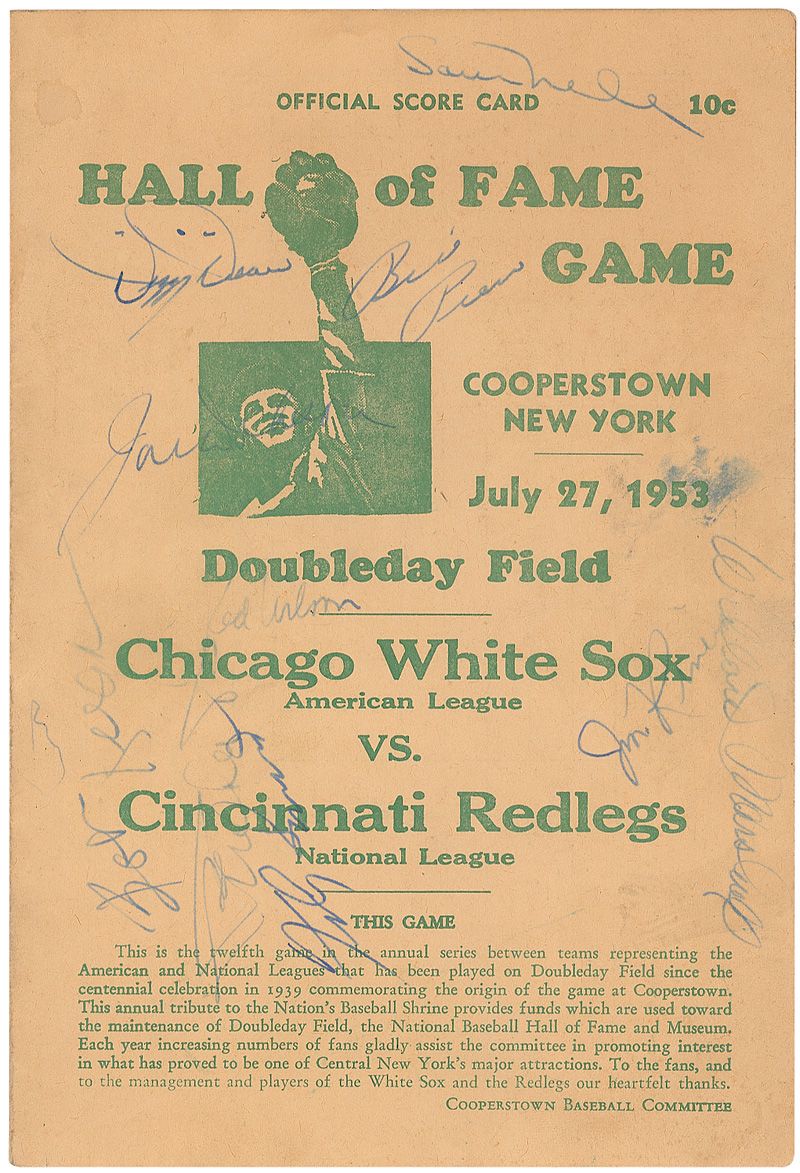 OFFICIAL SCORE CARD
10c
HALL of FAME
GAME
Dizzy Dean
COOPERSTOWN
NEW YORK
July 27, 1953
Doubleday Field
Red Wilson
Chicago White Sox
American League
VS.
Cincinnati Redlegs
National League
THIS GAME
This is the twelfth game in the annual series between teams representing the
American and National Leagues that has been played on Doubleday Field since the
centennial celebration in 1939 commemorating the origin of the game at Cooperstown.
This annual tribute to the Nation's Baseball Shrine provides funds which are used toward
the maintenance of Doubleday Field, the National Baseball Hall of Fame and Museum.
Each year increasing numbers of fans gladly assist the committee in promoting interest
in what has proved to be one of Central New York's major attractions. To the fans, and
to the management and players of the White Sox and the Redlegs our heartfelt thanks.
COOPERSTOWN BASEBALL COMMITTEE